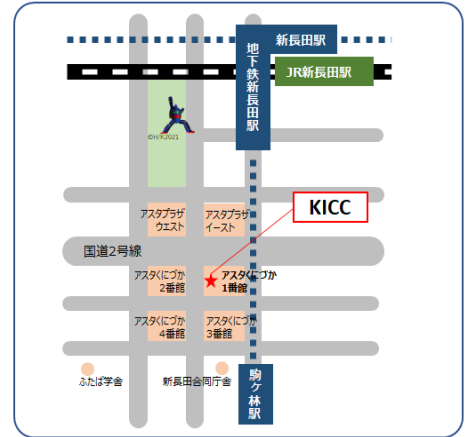 新長田駅
地下鉄新長田駅
JR新長田駅
©H/K2021
KICC
アスタプラザ
ウエスト
アスタプラザ
イースト
国道2号線
アスタくにづか
2番館
アスタくにづか
1番館
アスタくにづか
4番館
アスタくにづか
3番館
ふたば学舎
新長田合同庁舎
駒ケ林駅